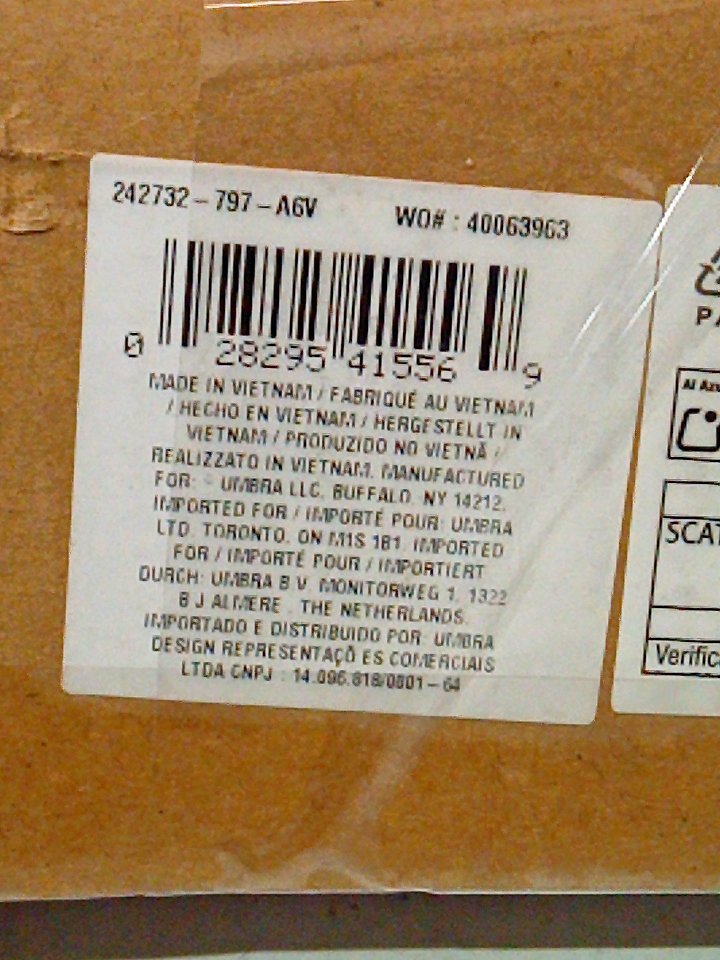 242732-797-A6V WO# : 40063963
0 28295 41556 9
MADE IN VIETNAM / FABRIQUÉ AU VIETNAM
/ HECHO EN VIETNAM / HERGESTELLT IN
VIETNAM / PRODUZIDO NO VIETNÃ /
REALIZZATO IN VIETNAM. MANUFACTURED
FOR: - UMBRA LLC. BUFFALO. NY 14212.
IMPORTED FOR / IMPORTÉ POUR: UMBRA
LTD. TORONTO. ON M1S 1B1. IMPORTED
FOR / IMPORTÉ POUR / IMPORTIERT
DURCH: UMBRA B.V. MONITORWEG 1. 1322
B J ALMERE . THE NETHERLANDS.
IMPORTADO E DISTRIBUIDO POR: UMBRA
DESIGN REPRESENTAÇÕ ES COMERCIAIS
LTDA CNPJ : 14.096.818/0001-64
PA
Al Azu
SCAT
Verific